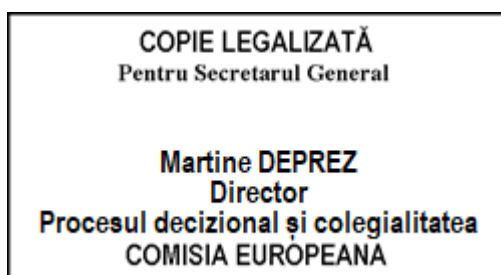 COPIE LEGALIZATĂ
Pentru Secretarul General
Martine DEPREZ
Director
Procesul decizional și colegialitatea
COMISIA EUROPEANA